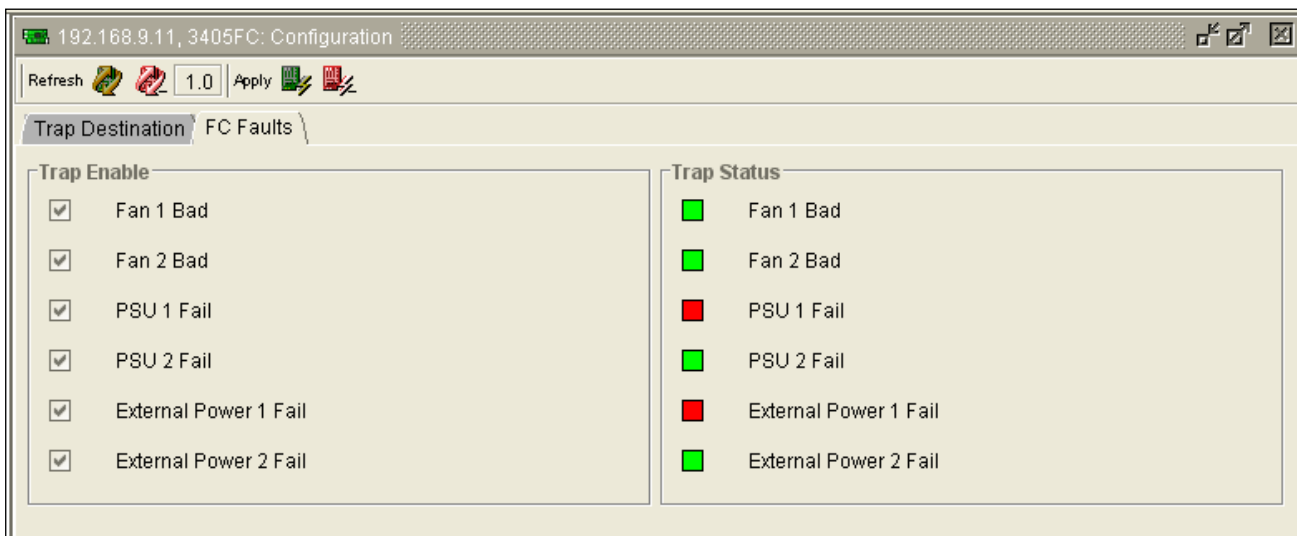 192.168.9.11, 3405FC: Configuration
Refresh 1.0 Apply
Trap Destination FC Faults
Trap Enable
Fan 1 Bad
Fan 2 Bad
PSU 1 Fail
PSU 2 Fail
External Power 1 Fail
External Power 2 Fail
Trap Status
Fan 1 Bad
Fan 2 Bad
PSU 1 Fail
PSU 2 Fail
External Power 1 Fail
External Power 2 Fail